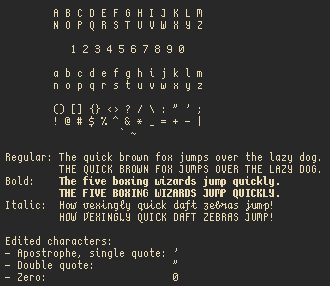 A B C D E F G H I J K L M
N O P Q R S T U V W X Y Z
1 2 3 4 5 6 7 8 9 0
a b c d e f g h i j k l m
n o p q r s t u v w x y z
() [] {} <> ? / \ : " ' ;
! @ # $ % ^ & * _ = + - |
` ~
Regular: The quick brown fox jumps over the lazy dog.
THE QUICK BROWN FOX JUMPS OVER THE LAZY DOG.
Bold: The five boxing wizards jump quickly.
THE FIVE BOXING WIZARDS JUMP QUICKLY.
Italic: How vexingly quick daft zebras jump!
HOW VEXINGLY QUICK DAFT ZEBRAS JUMP!
Edited characters:
- Apostrophe, single quote: '
- Double quote: "
- Zero: 0